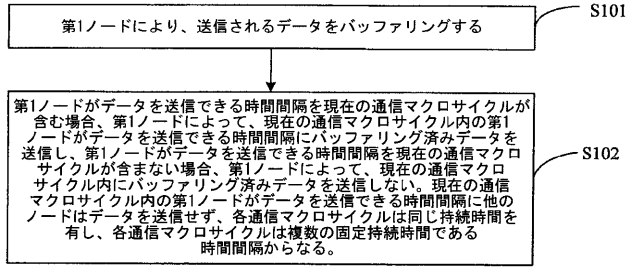 第1ノードにより、送信されるデータをバッファリングする
S101
第1ノードがデータを送信できる時間間隔を現在の通信マクロサイクルが
含む場合、第1ノードによって、現在の通信マクロサイクル内の第1
ノードがデータを送信できる時間間隔にバッファリング済みデータを
送信し、第1ノードがデータを送信できる時間間隔を現在の通信マクロ
サイクルが含まない場合、第1ノードによって、現在の通信マクロ
サイクル内にバッファリング済みデータを送信しない。現在の通信
マクロサイクル内の第1ノードがデータを送信できる時間間隔に他の
ノードはデータを送信せず、各通信マクロサイクルは同じ持続時間を
有し、各通信マクロサイクルは複数の固定持続時間である
時間間隔からなる。
S102